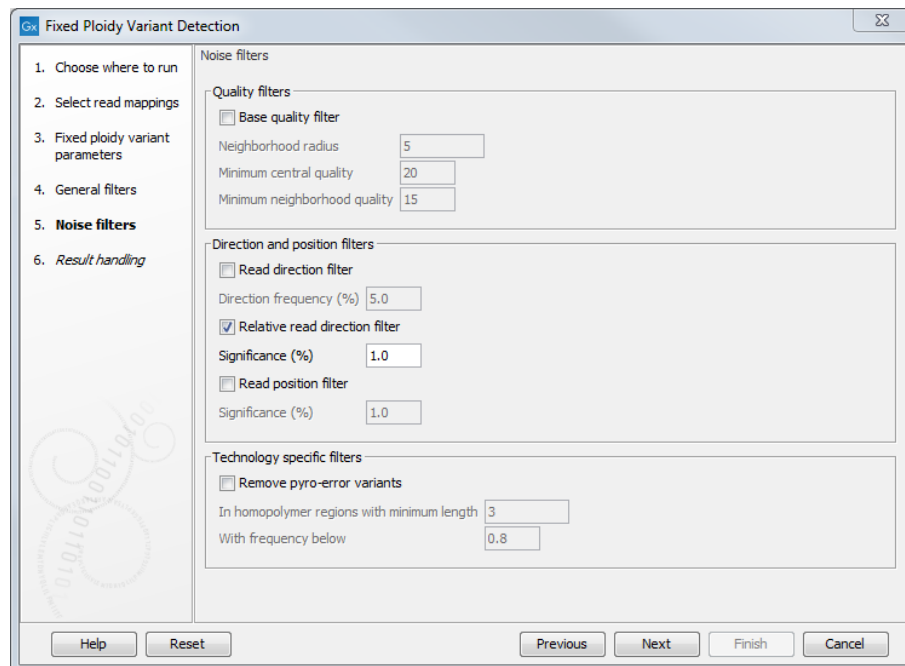 Gx Fixed Ploidy Variant Detection
1. Choose where to run
2. Select read mappings
3. Fixed ploidy variant
parameters
4. General filters
5. Noise filters
6. Result handling
Noise filters
Quality filters
Base quality filter
Neighborhood radius 5
Minimum central quality 20
Minimum neighborhood quality 15
Direction and position filters
Read direction filter
Direction frequency (%) 5.0
Relative read direction filter
Significance (%) 1.0
Read position filter
Significance (%) 1.0
Technology specific filters
Remove pyro-error variants
In homopolymer regions with minimum length 3
With frequency below 0.8
Help Reset Previous Next Finish Cancel